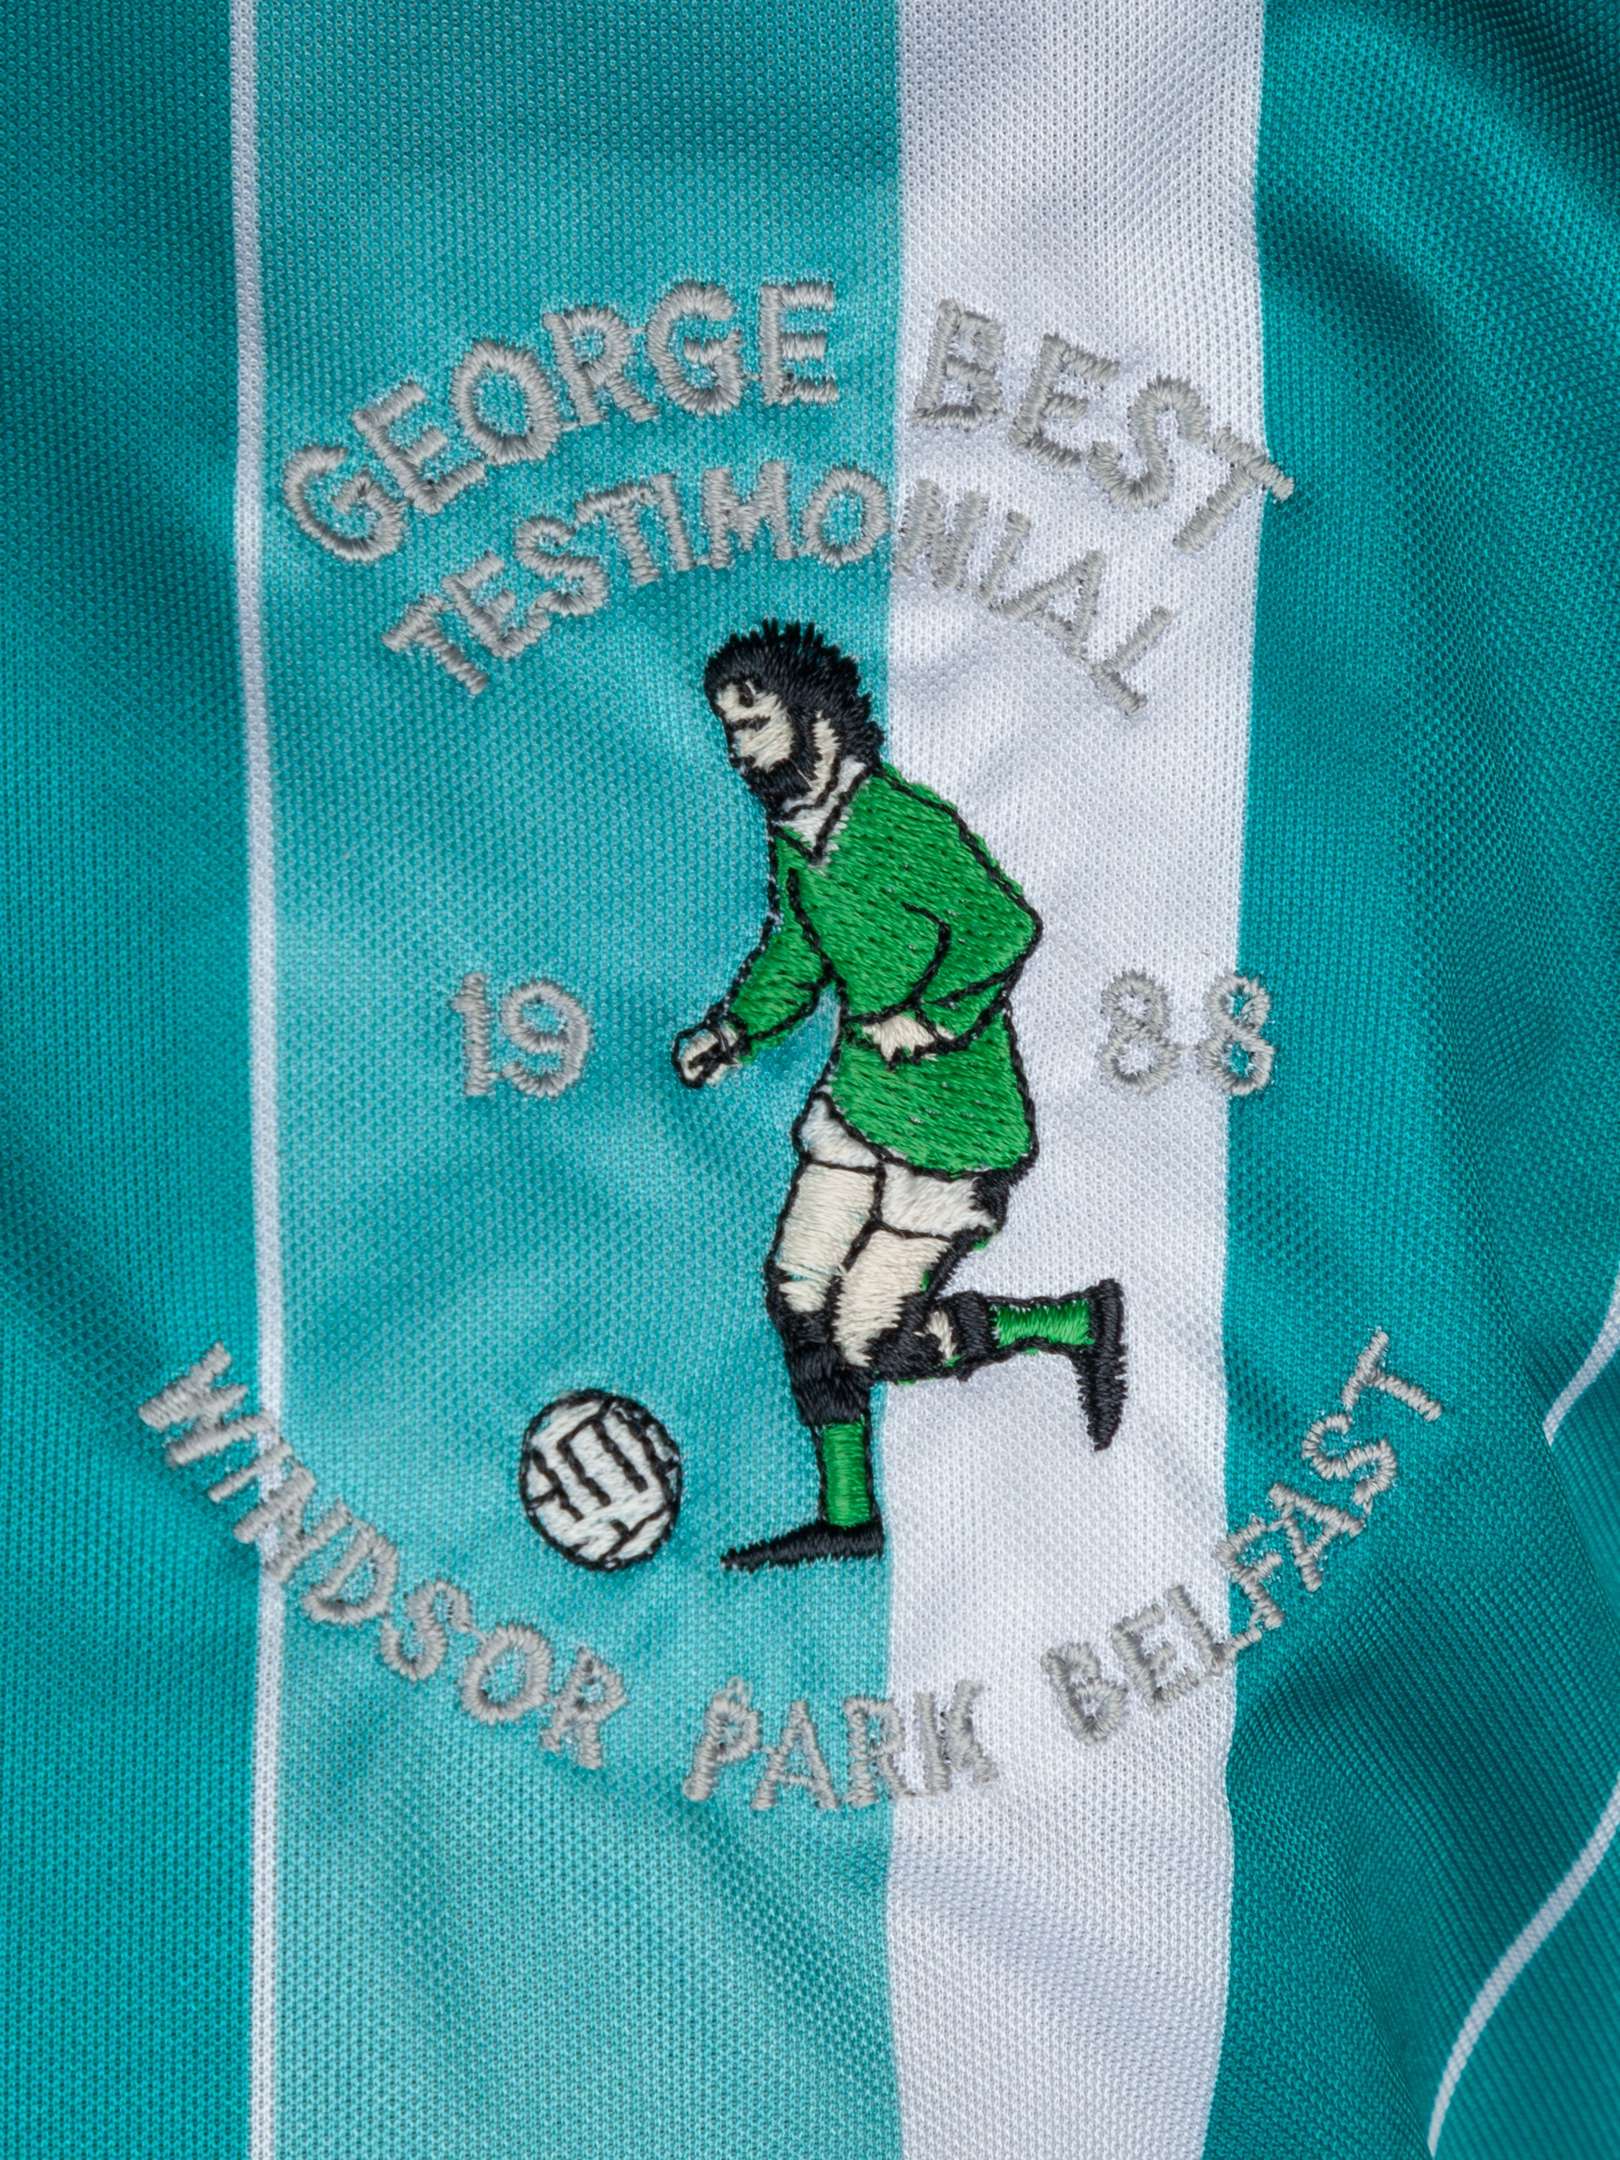 GEORGE BEST
TESTIMONIAL
19 88
WINDSOR PARK BELFAST